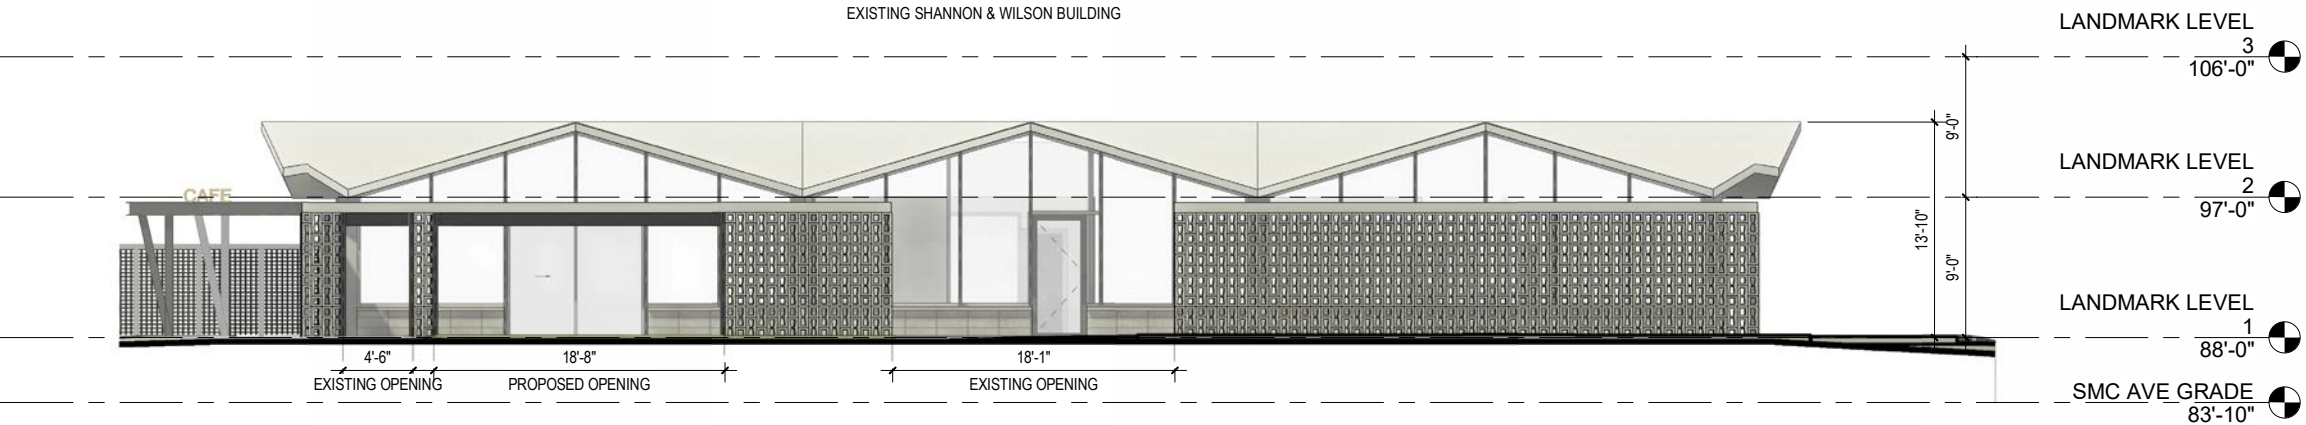 EXISTING SHANNON & WILSON BUILDING
LANDMARK LEVEL
3
106'-0"
9'-0"
LANDMARK LEVEL
2
97'-0"
CAFE
13'-10"
9'-0"
LANDMARK LEVEL
1
88'-0"
4'-6"
18'-8"
18'-1"
EXISTING OPENING
PROPOSED OPENING
EXISTING OPENING
SMC AVE GRADE
83'-10"